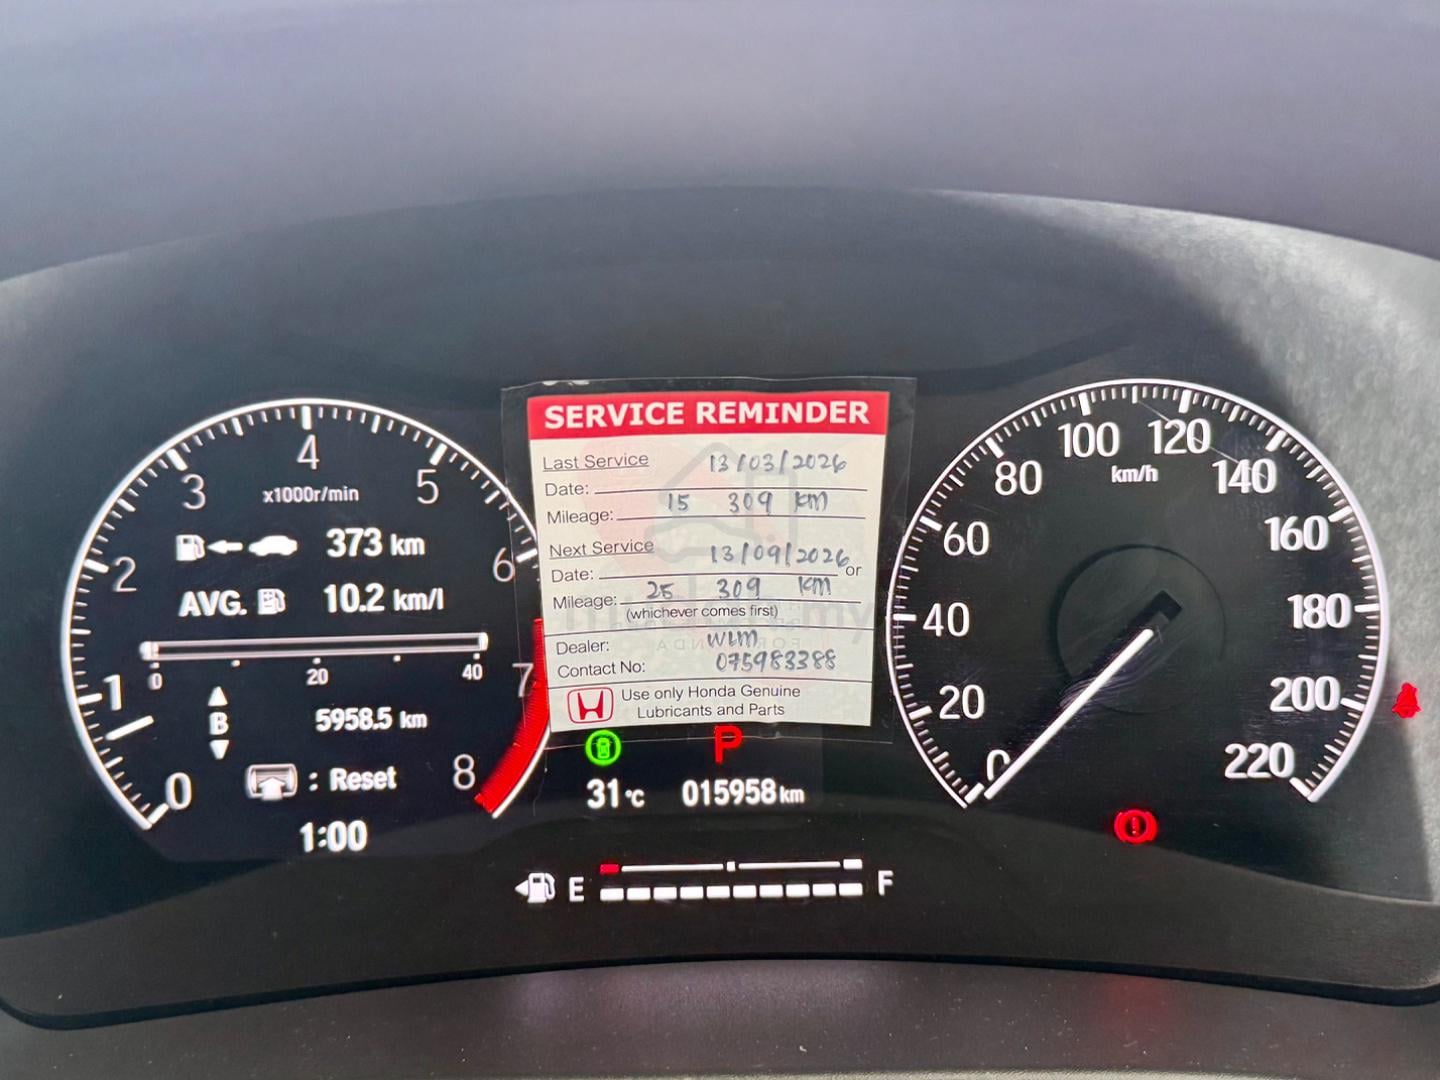 SERVICE REMINDER
Last Service
Date: 13/03/2026
Mileage: 15 309 KM
Next Service
Date: 13/09/2026 or
Mileage: 25 309 KM
(whichever comes first)
Dealer: WLM
Contact No: 075983388
Use only Honda Genuine
Lubricants and Parts
0 1 2 3 4 5 6 7 8
x1000r/min
373 km
AVG. 10.2 km/l
0 20 40
B 5958.5 km
: Reset
1:00
P
31°C 015958 km
E F
0 20 40 60 80 100 120 140 160 180 200 220
km/h